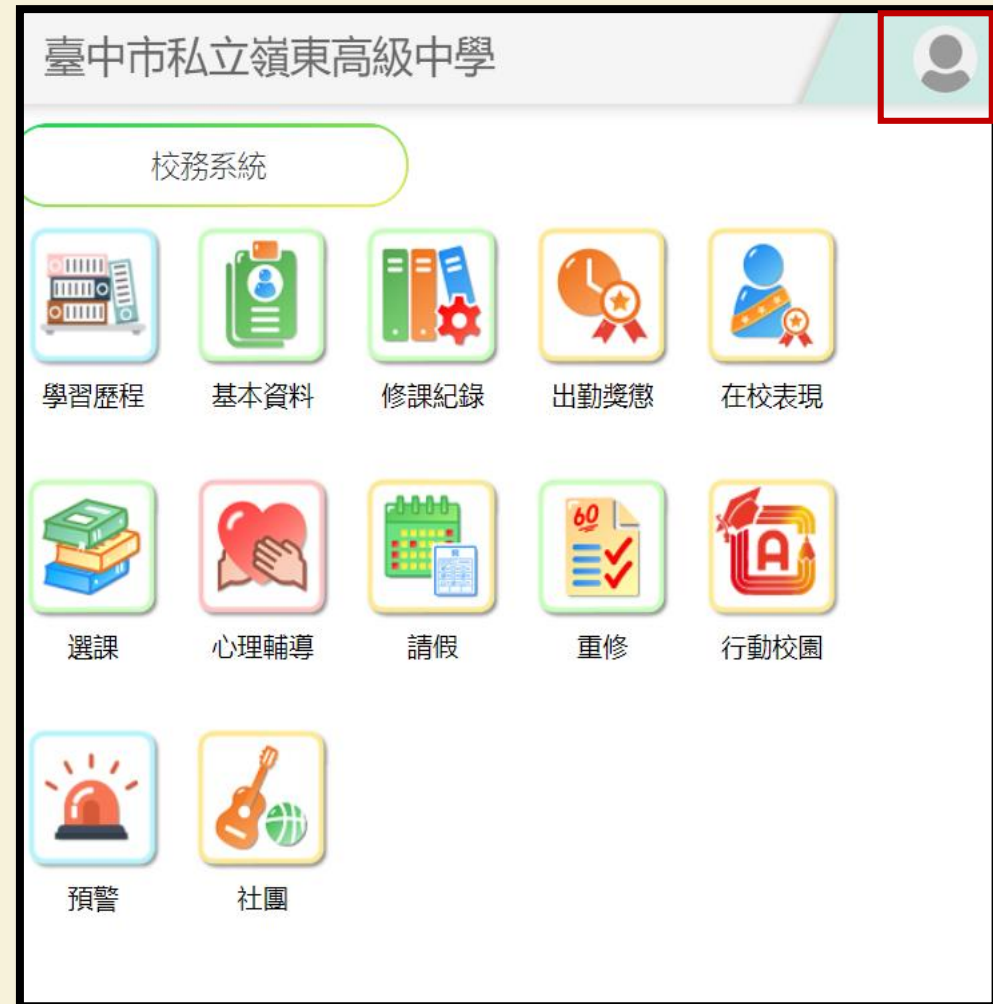 臺中市私立嶺東高級中學
校務系統
學習歷程 基本資料 修課紀錄 出勤獎懲 在校表現
60
選課 心理輔導 請假 重修 行動校園
A
預警 社團